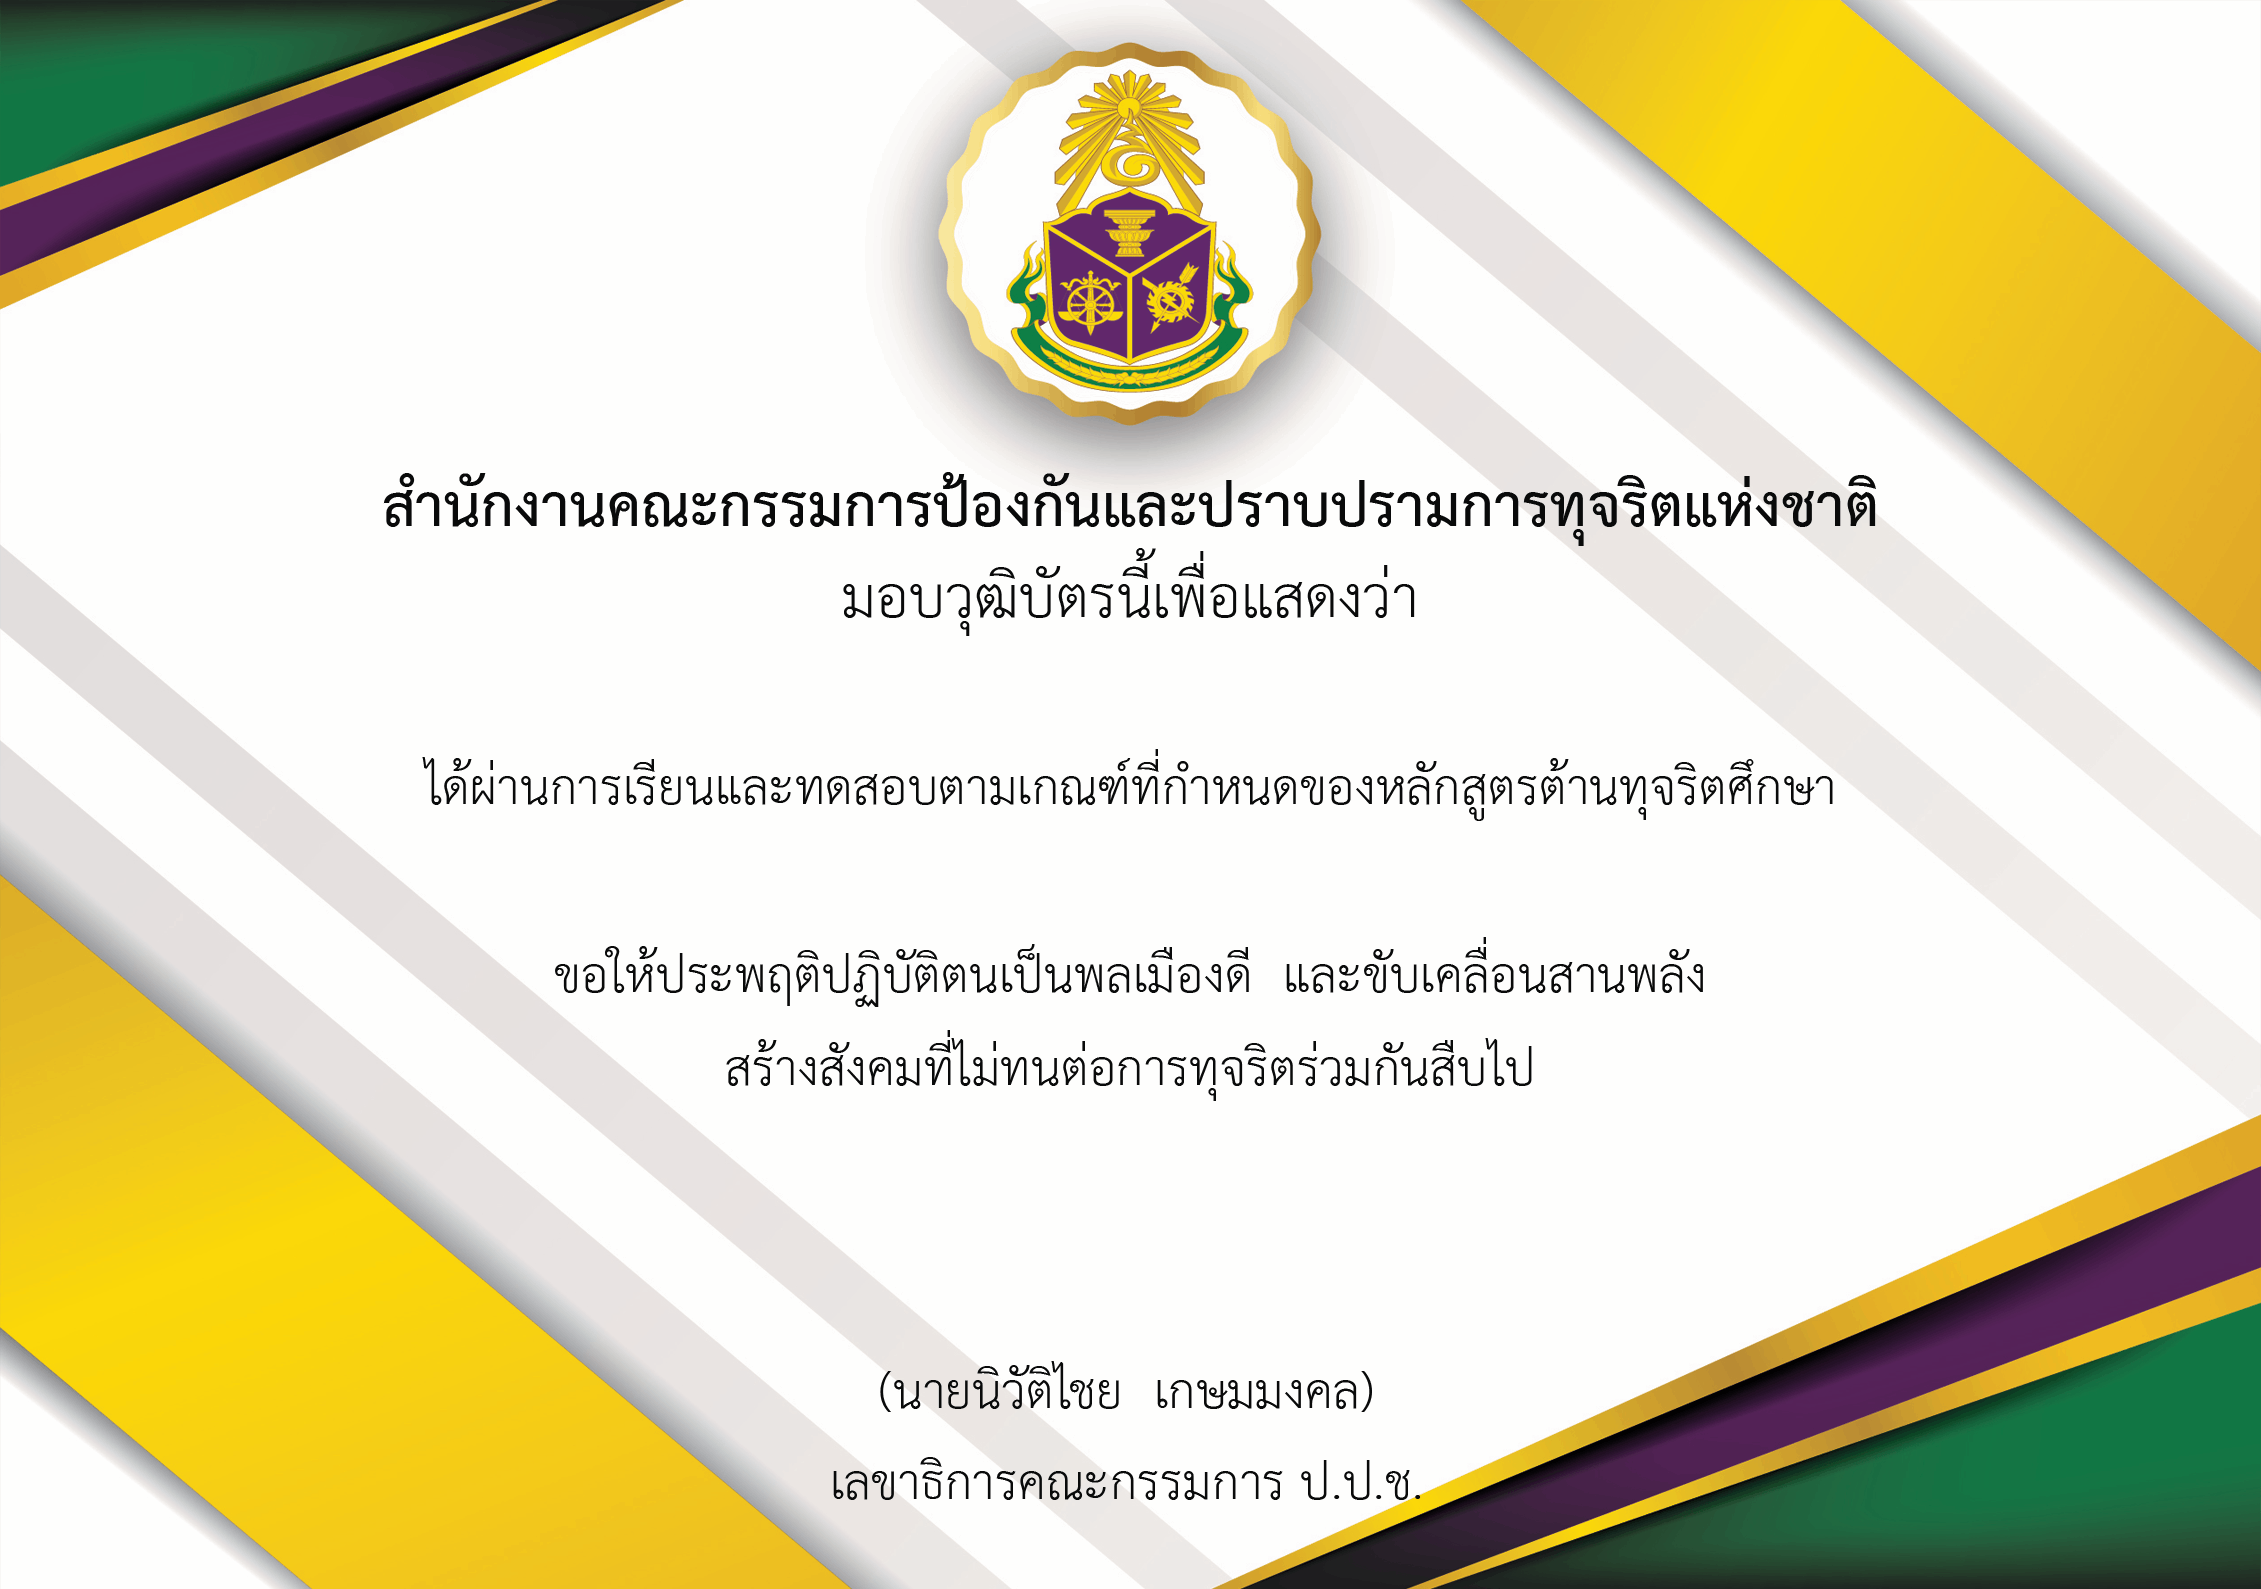 สำนักงานคณะกรรมการป้องกันและปราบปรามการทุจริตแห่งชาติ
มอบวุฒิบัตรนี้เพื่อแสดงว่า
ได้ผ่านการเรียนและทดสอบตามเกณฑ์ที่กำหนดของหลักสูตรต้านทุจริตศึกษา
ขอให้ประพฤติปฏิบัติตนเป็นพลเมืองดี  และขับเคลื่อนสานพลัง
สร้างสังคมที่ไม่ทนต่อการทุจริตร่วมกันสืบไป
(นายนิวัติไชย  เกษมมงคล)
เลขาธิการคณะกรรมการ ป.ป.ช.